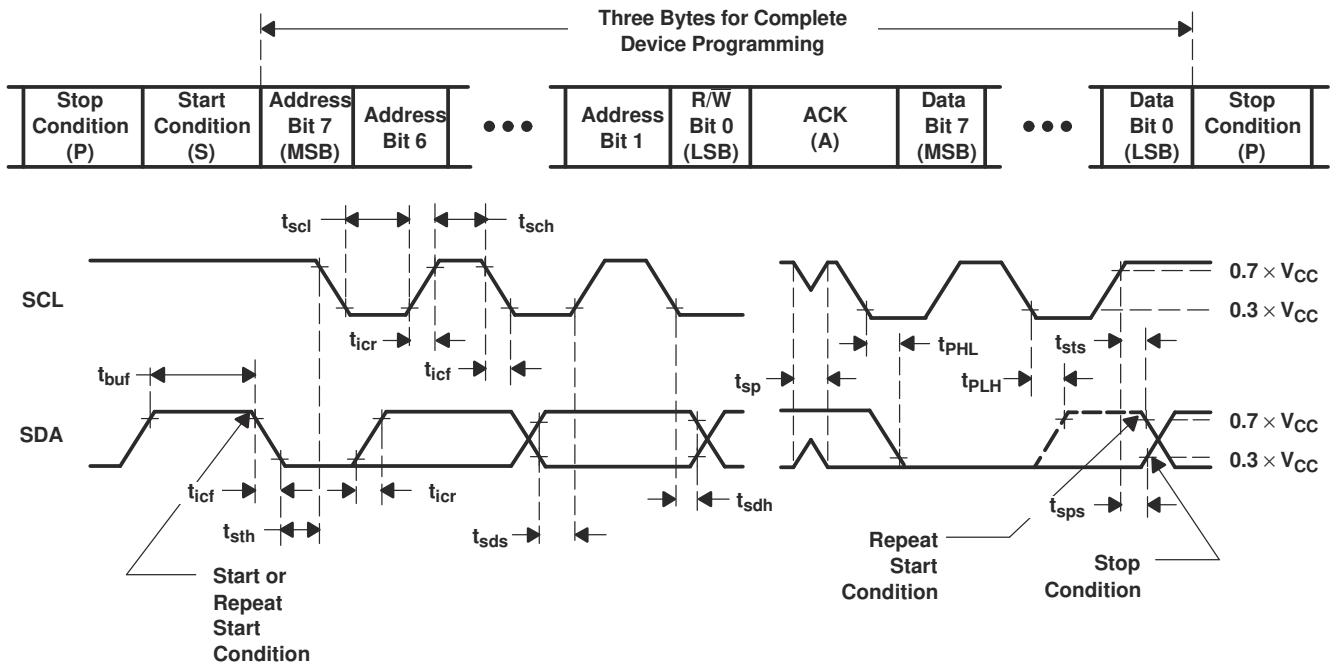 Three Bytes for Complete
Device Programming
Stop
Condition
(P)
Start
Condition
(S)
Address
Bit 7
(MSB)
Address
Bit 6
•••
Address
Bit 1
R/W̅
Bit 0
(LSB)
ACK
(A)
Data
Bit 7
(MSB)
•••
Data
Bit 0
(LSB)
Stop
Condition
(P)
tscl
tsch
SCL
0.7 × VCC
0.3 × VCC
ticr
ticf
tbuf
tPHL
tsts
tsp
tPLH
SDA
0.7 × VCC
0.3 × VCC
ticf
ticr
tsth
tsds
tsdh
tsps
Start or
Repeat
Start
Condition
Repeat
Start
Condition
Stop
Condition